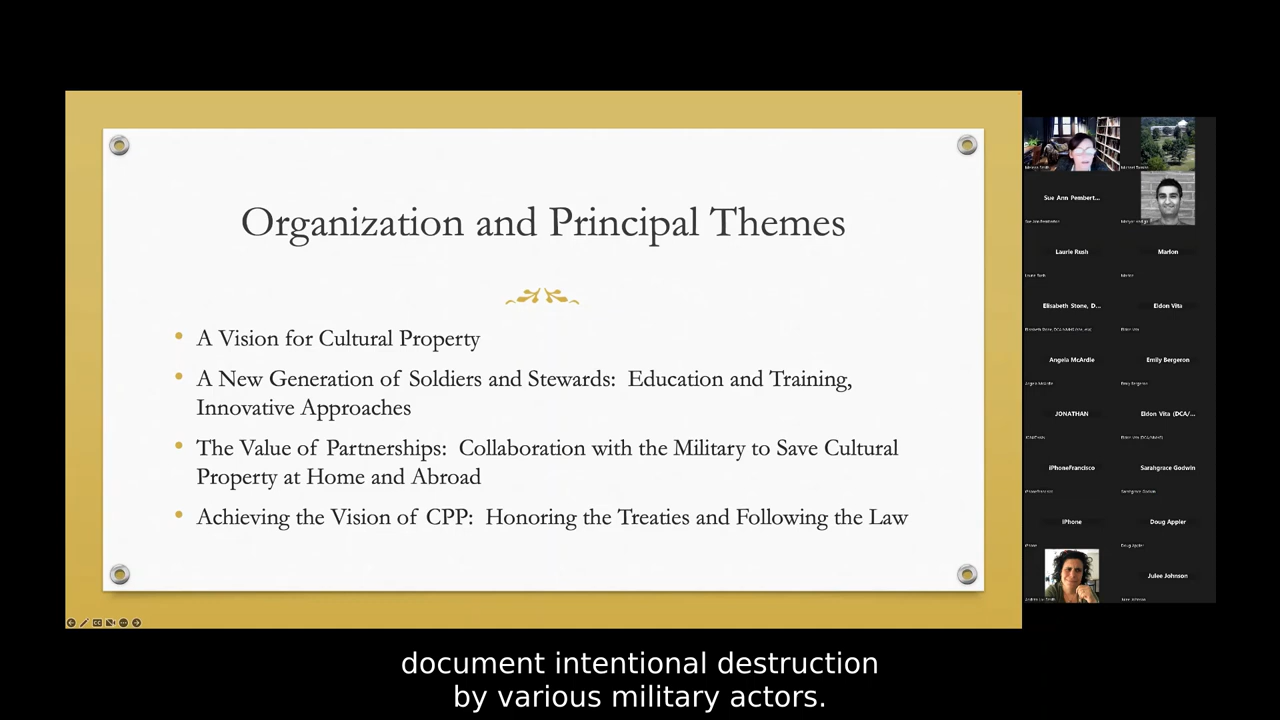 Organization and Principal Themes
A Vision for Cultural Property
A New Generation of Soldiers and Stewards: Education and Training,
Innovative Approaches
The Value of Partnerships: Collaboration with the Military to Save Cultural
Property at Home and Abroad
Achieving the Vision of CPP: Honoring the Treaties and Following the Law
Sue Ann Pembert...
Laurie Rush
Marlon
Elisabeth Stone, D...
Eldon Vita
Angela McArdle
Emily Bergeron
JONATHAN
Eldon Vita (DCA/...
iPhoneFrancisco
Sarahgrace Godwin
iPhone
Doug Appler
Julee Johnson
document intentional destruction
by various military actors.